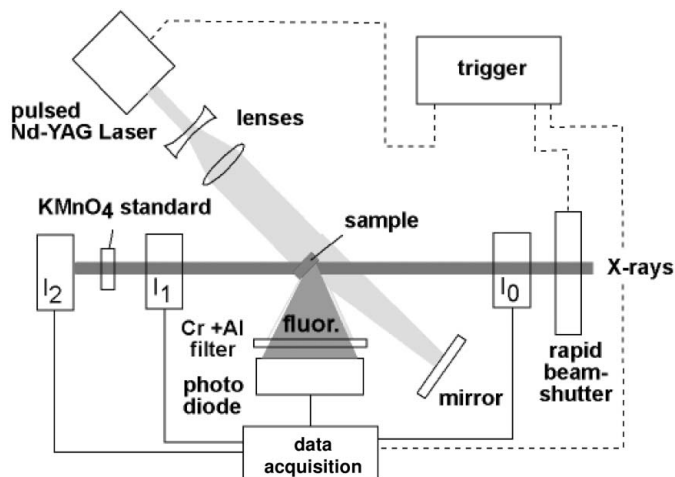 trigger
pulsed
Nd-YAG Laser
lenses
KMnO4 standard
sample
X-rays
I2
I1
I0
Cr +Al
filter
fluor.
rapid
beam-
shutter
photo
diode
mirror
data
acquisition